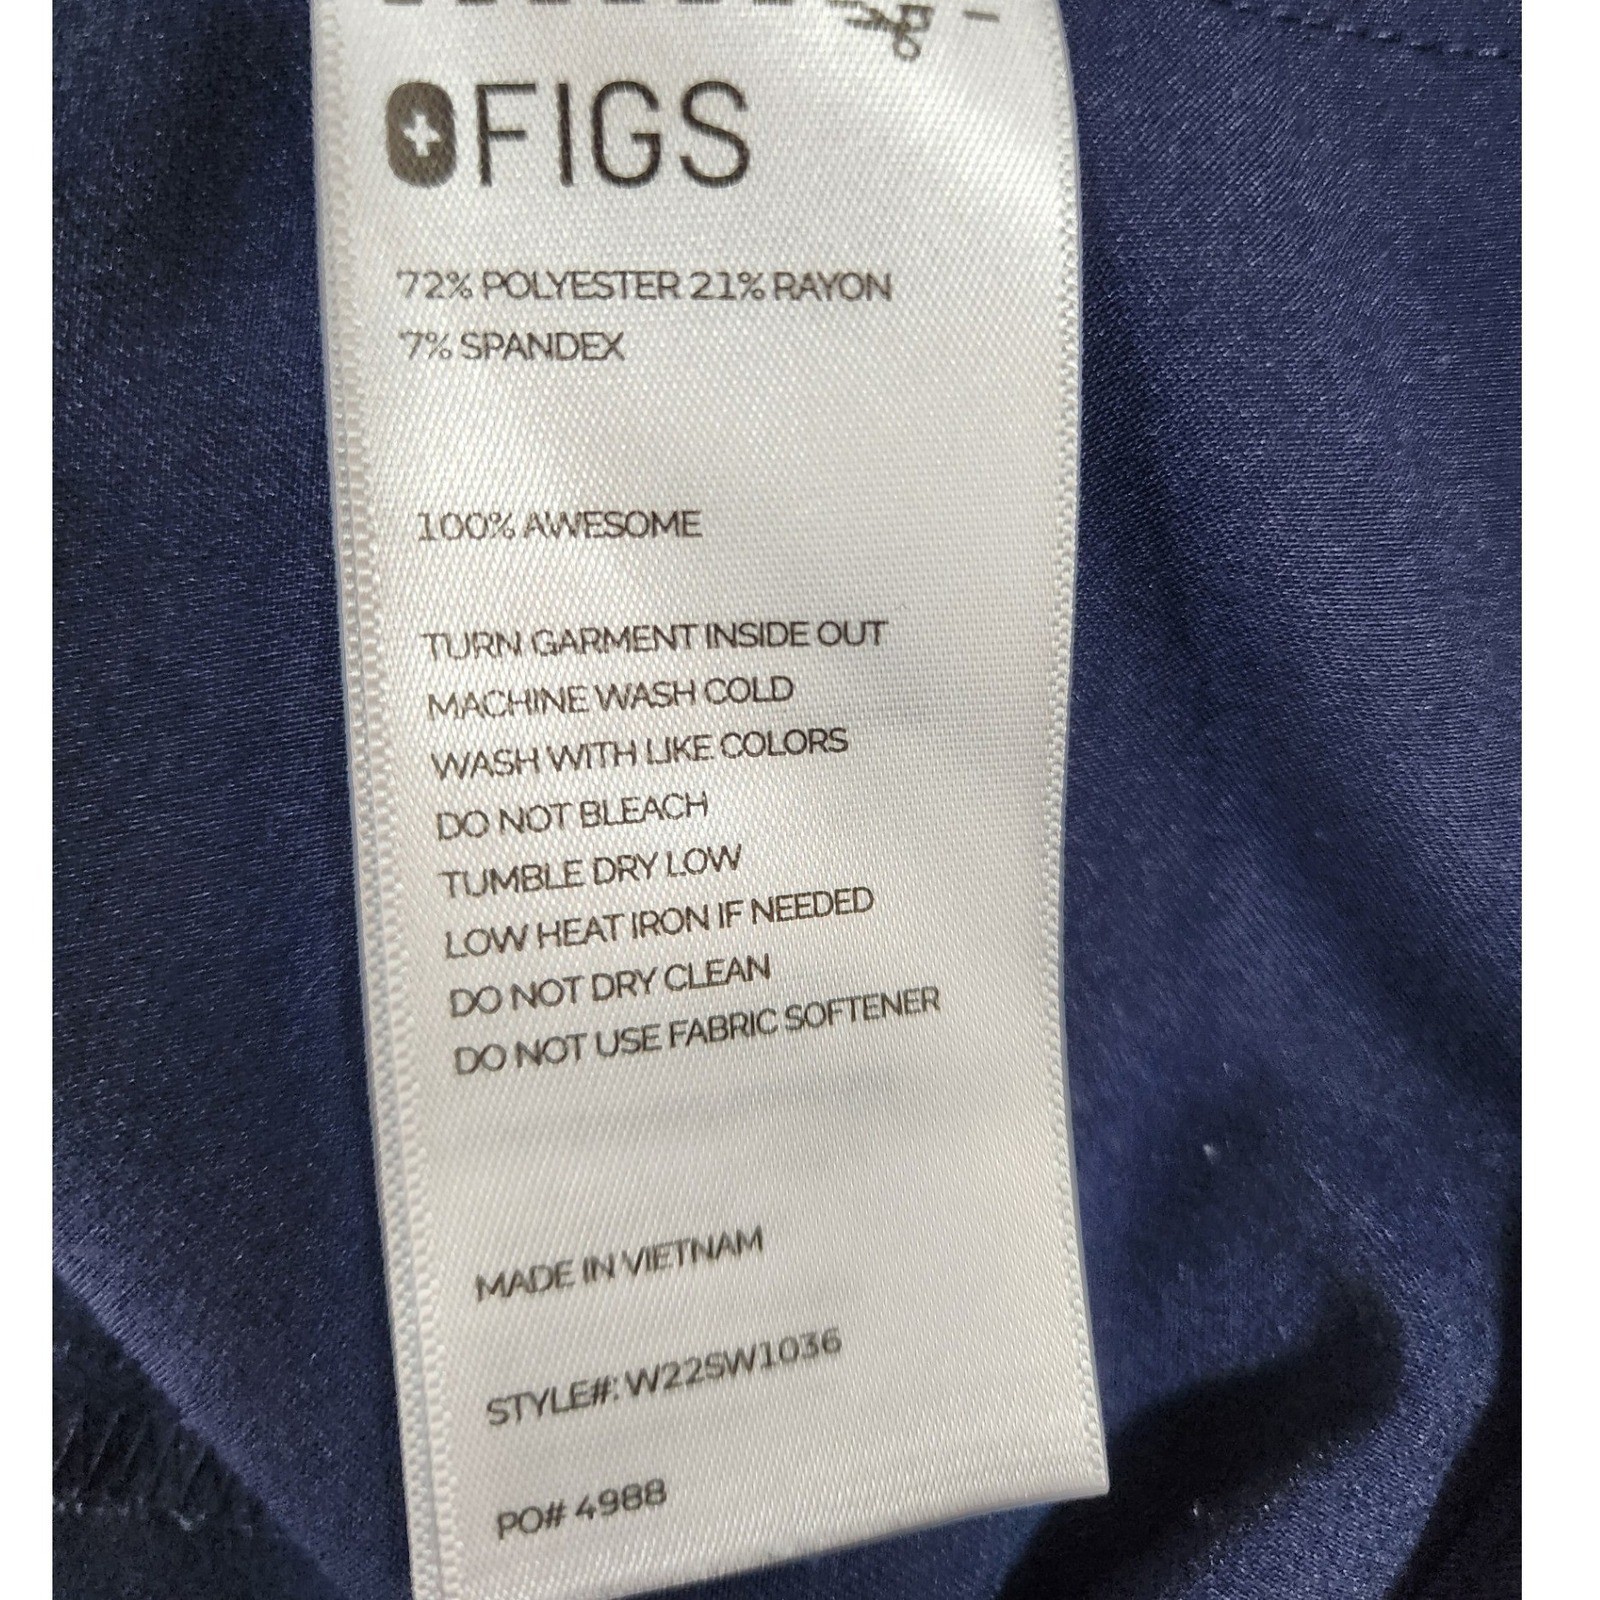 FIGS
72% POLYESTER 21% RAYON
7% SPANDEX
100% AWESOME
TURN GARMENT INSIDE OUT
MACHINE WASH COLD
WASH WITH LIKE COLORS
DO NOT BLEACH
TUMBLE DRY LOW
LOW HEAT IRON IF NEEDED
DO NOT DRY CLEAN
DO NOT USE FABRIC SOFTENER
MADE IN VIETNAM
STYLE#: W22SW1036
PO# 4988